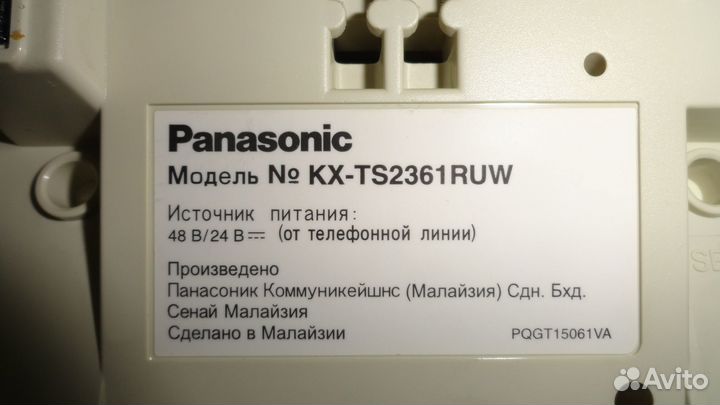 Panasonic
Модель № KX-TS2361RUW
Источник питания:
48 В/24 В⎓ (от телефонной линии)
Произведено
Панасоник Коммуникейшнс (Малайзия) Сдн. Бхд.
Сенай Малайзия
Сделано в Малайзии
PQGT15061VA
Avito